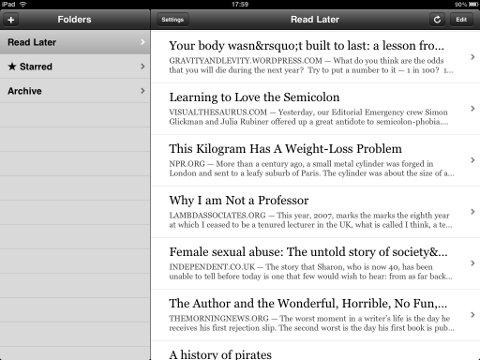 iPad
17:59
90%
Folders
Settings
Read Later
Edit
Read Later
★ Starred
Archive
Your body wasn&rsquo;t built to last: a lesson fro...
GRAVITYANDLEVITY.WORDPRESS.COM — What do you think are the
odds that you will die during the next year? Try to put a number to it — 1 in 100? 1...
Learning to Love the Semicolon
VISUALTHESAURUS.COM — Yesterday, our Editorial Emergency crew Simon
Glickman and Julia Rubiner offered up a great antidote to semicolon-phobia.
This Kilogram Has A Weight-Loss Problem
NPR.ORG — More than a century ago, a small metal cylinder was forged in
London and sent to a leafy suburb of Paris. The cylinder was about the size of a...
Why I am Not a Professor
LAMBDASSOCIATES.ORG — This year, 2007, marks the marks the eighth year
at which I ceased to be a tenured lecturer in the UK, what is called I think, a te...
Female sexual abuse: The untold story of society&...
INDEPENDENT.CO.UK — The story that Sharon, who is now 40, has been
unable to tell before today is one that few would wish to hear: from as far back...
The Author and the Wonderful, Horrible, No Fun,...
THEMORNINGNEWS.ORG — The worst moment in a writer's life is the day he
receives his first rejection slip. The second worst is the day his first book is pub...
A history of pirates